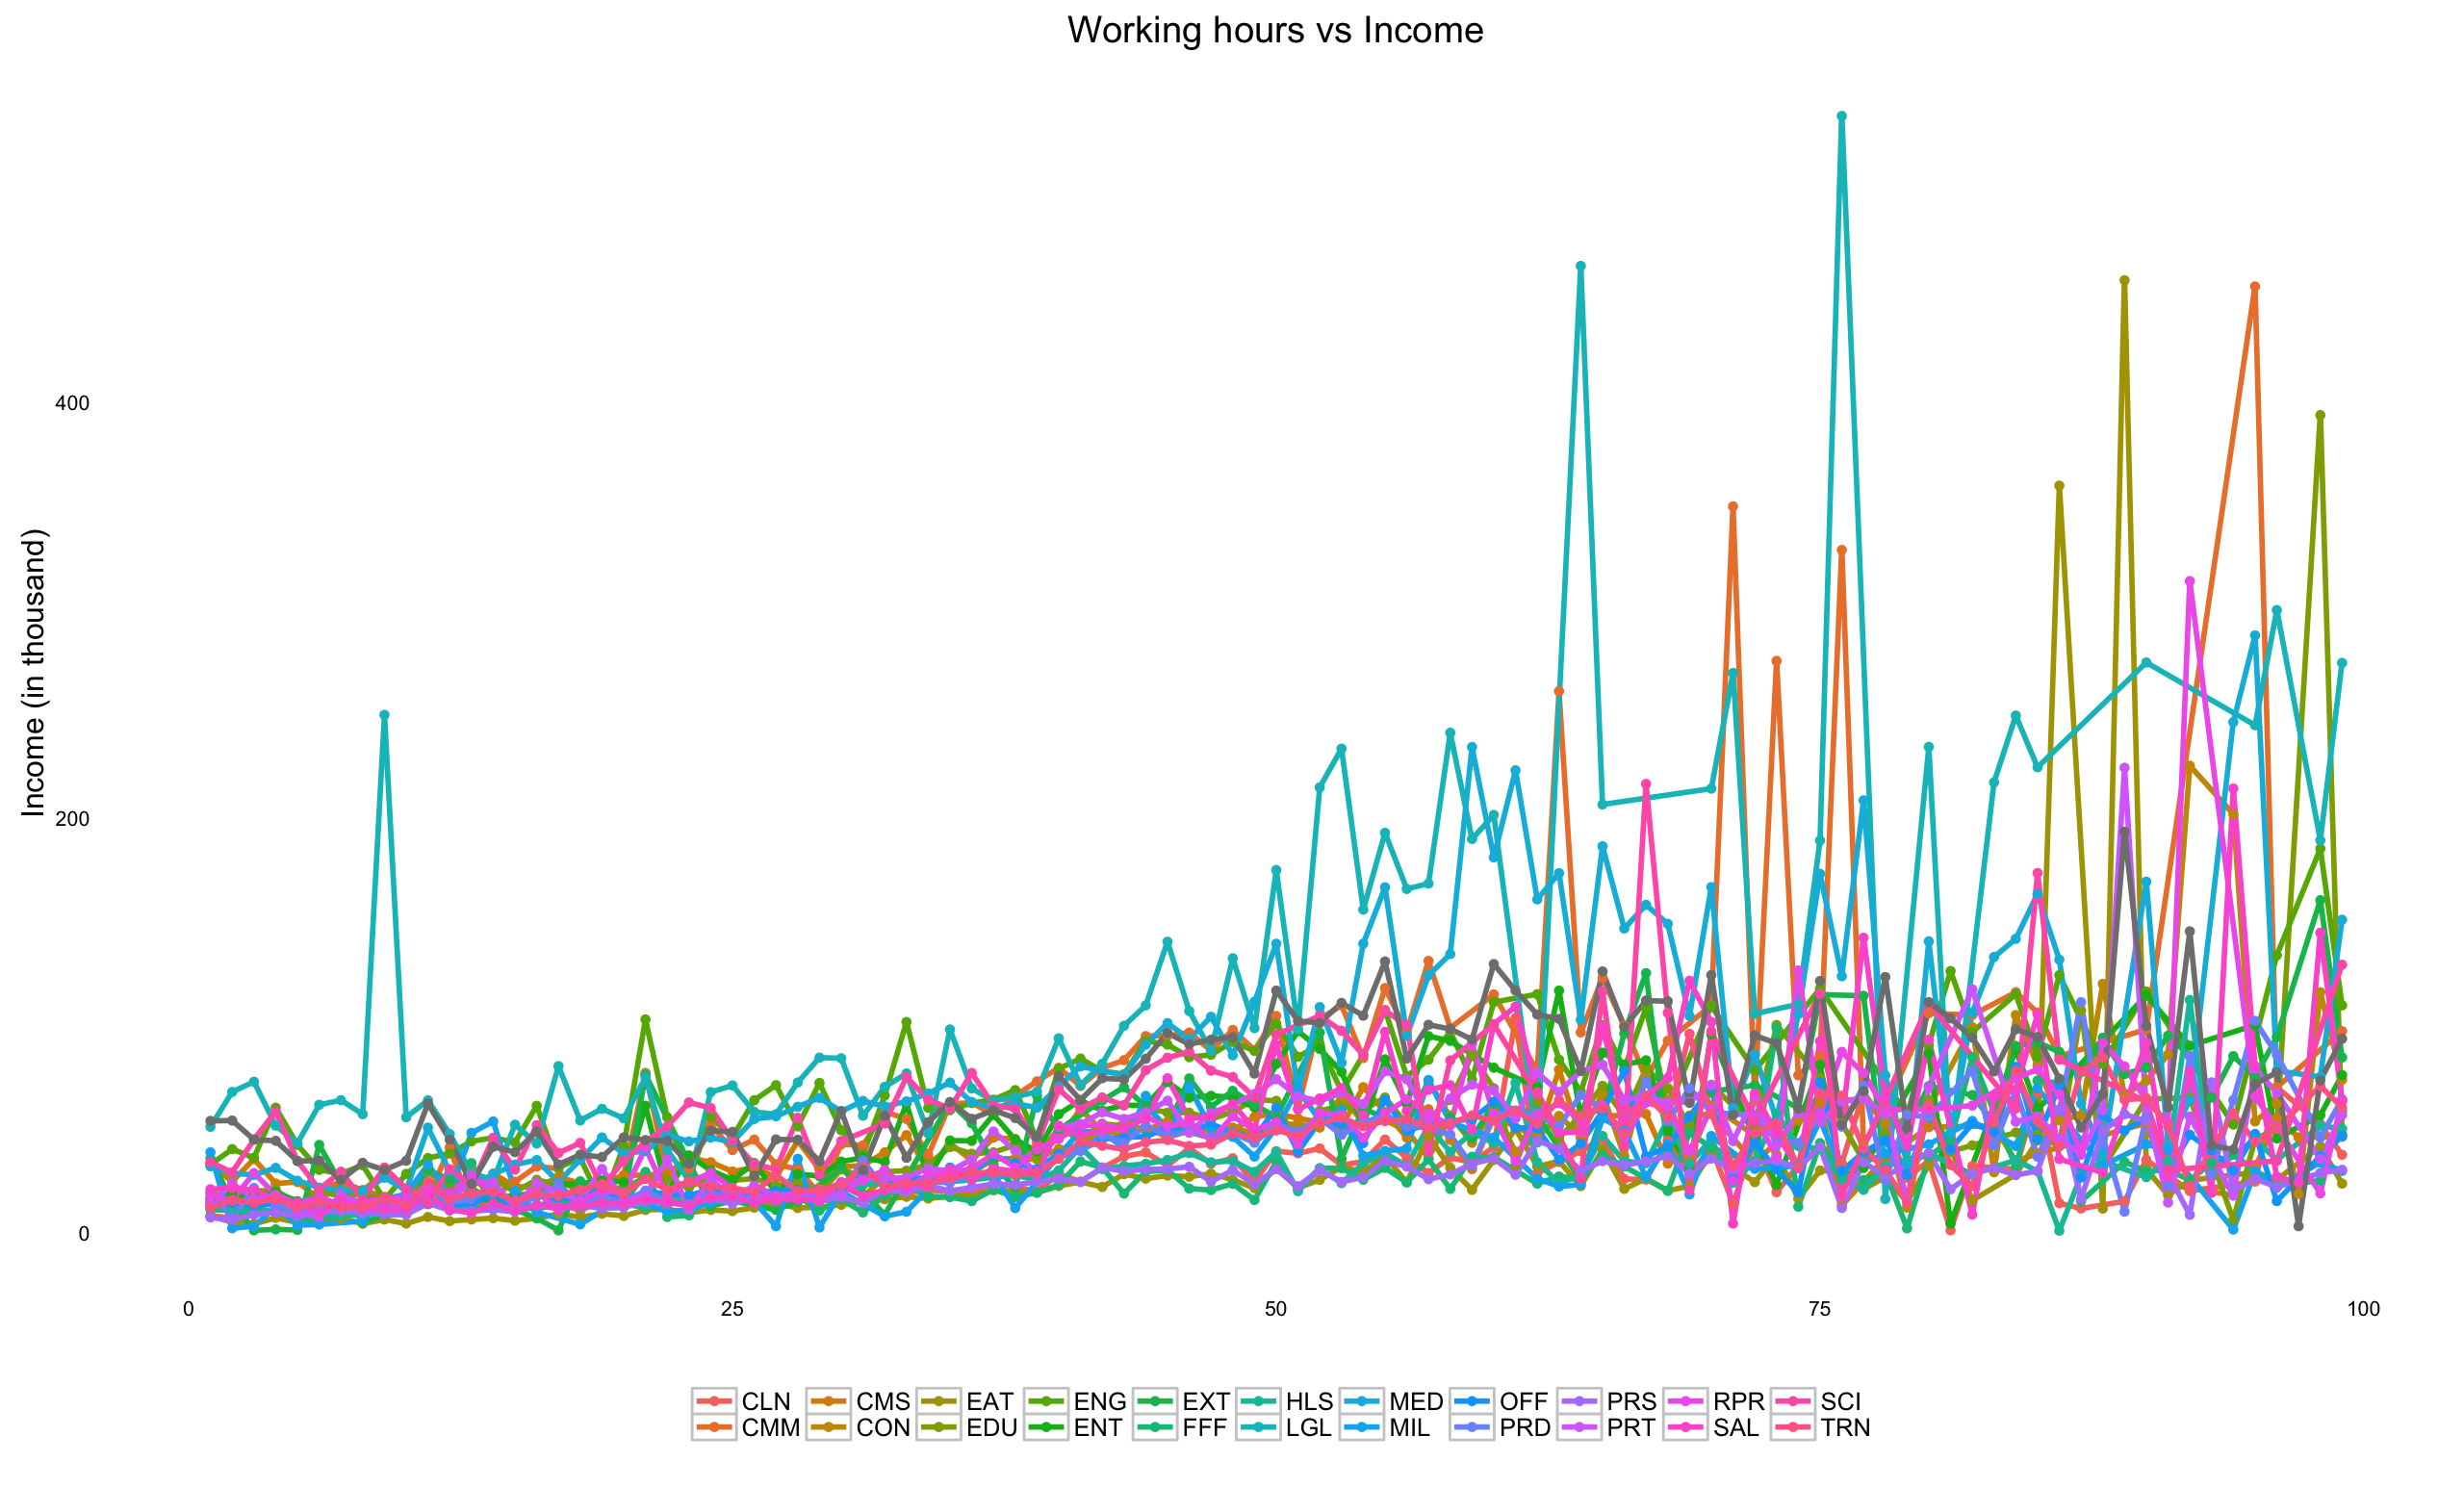 Working hours vs Income
Income (in thousand)
400
200
0
0 25 50 75 100
CLN CMS EAT ENG EXT HLS MED OFF PRS RPR SCI
CMM CON EDU ENT FFF LGL MIL PRD PRT SAL TRN